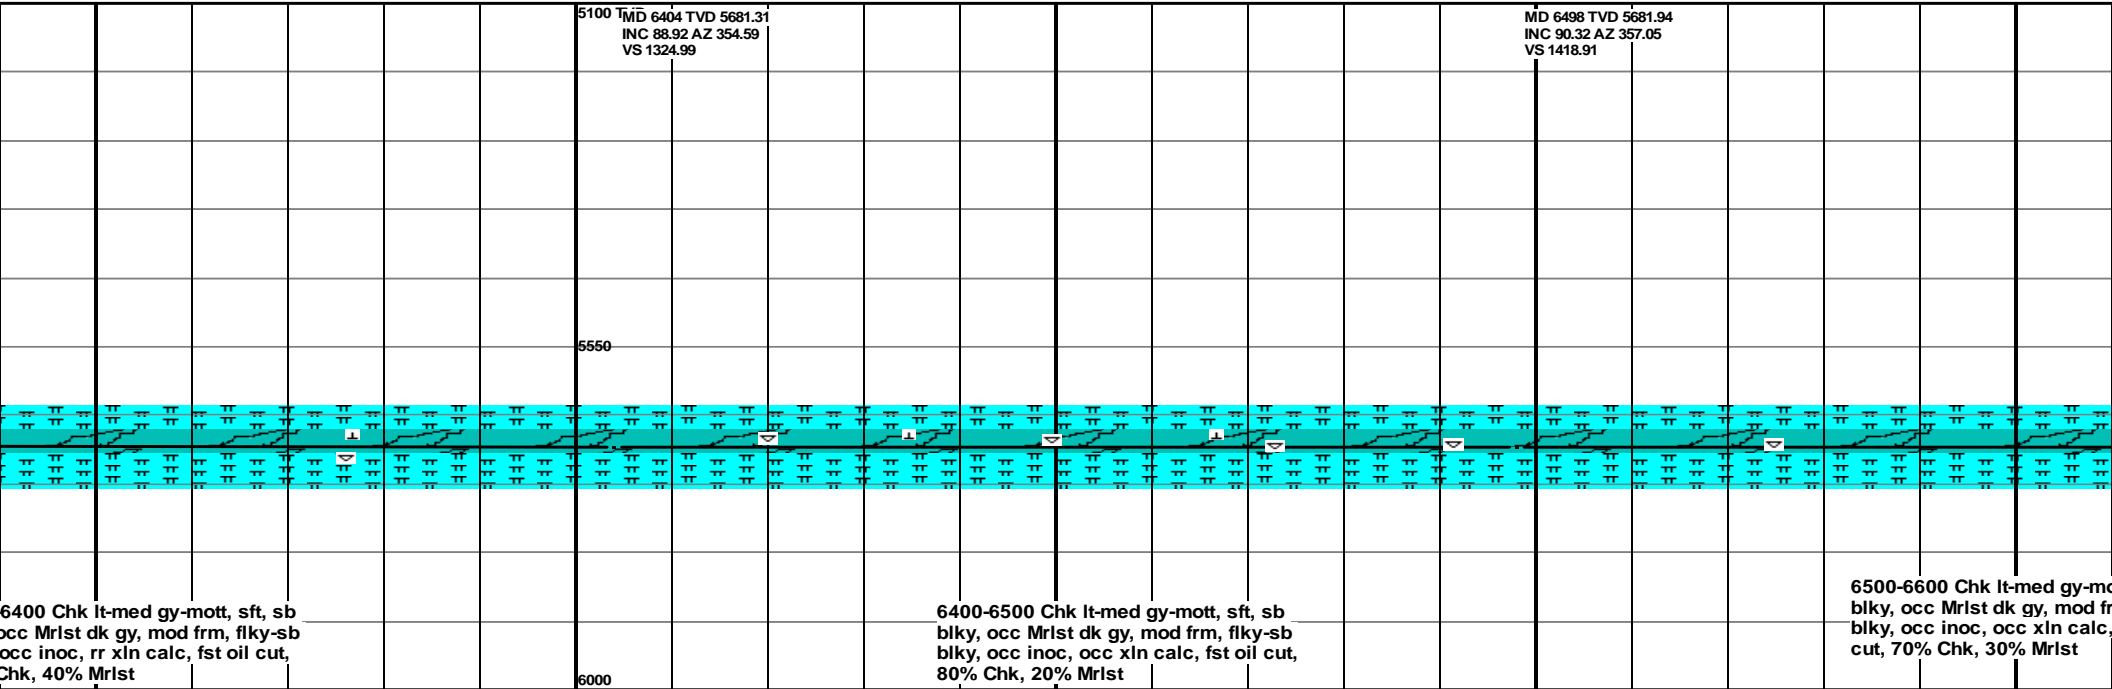 5100 TVD
MD 6404 TVD 5681.31
INC 88.92 AZ 354.59
VS 1324.99
MD 6498 TVD 5681.94
INC 90.32 AZ 357.05
VS 1418.91
5550
6400 Chk lt-med gy-mott, sft, sb
occ Mrlst dk gy, mod frm, flky-sb
occ inoc, rr xln calc, fst oil cut,
Chk, 40% Mrlst
6400-6500 Chk lt-med gy-mott, sft, sb
blky, occ Mrlst dk gy, mod frm, flky-sb
blky, occ inoc, occ xln calc, fst oil cut,
80% Chk, 20% Mrlst
6500-6600 Chk lt-med
blky, occ Mrlst dk gy, mod
blky, occ inoc, occ xln calc,
cut, 70% Chk, 30% Mrlst
6000